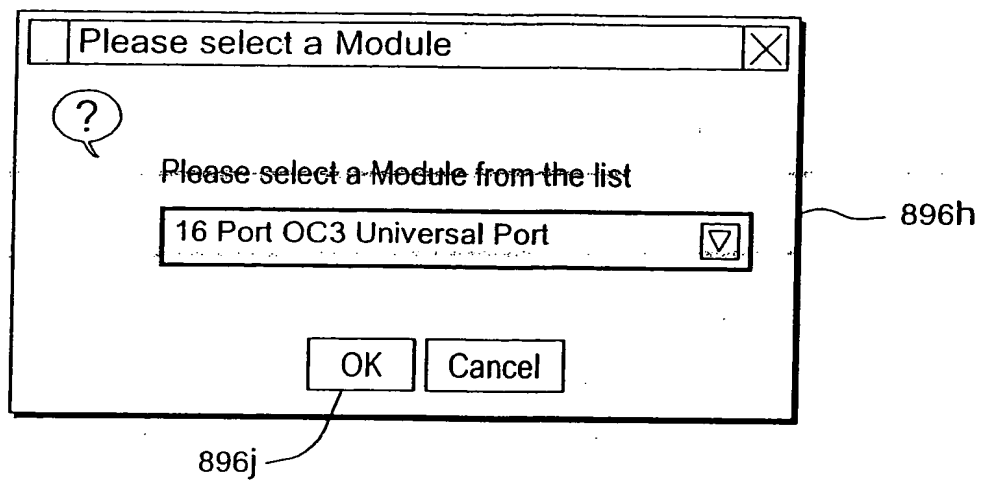 Please select a Module
?
Please select a Module from the list
16 Port OC3 Universal Port
896h
OK
Cancel
896j